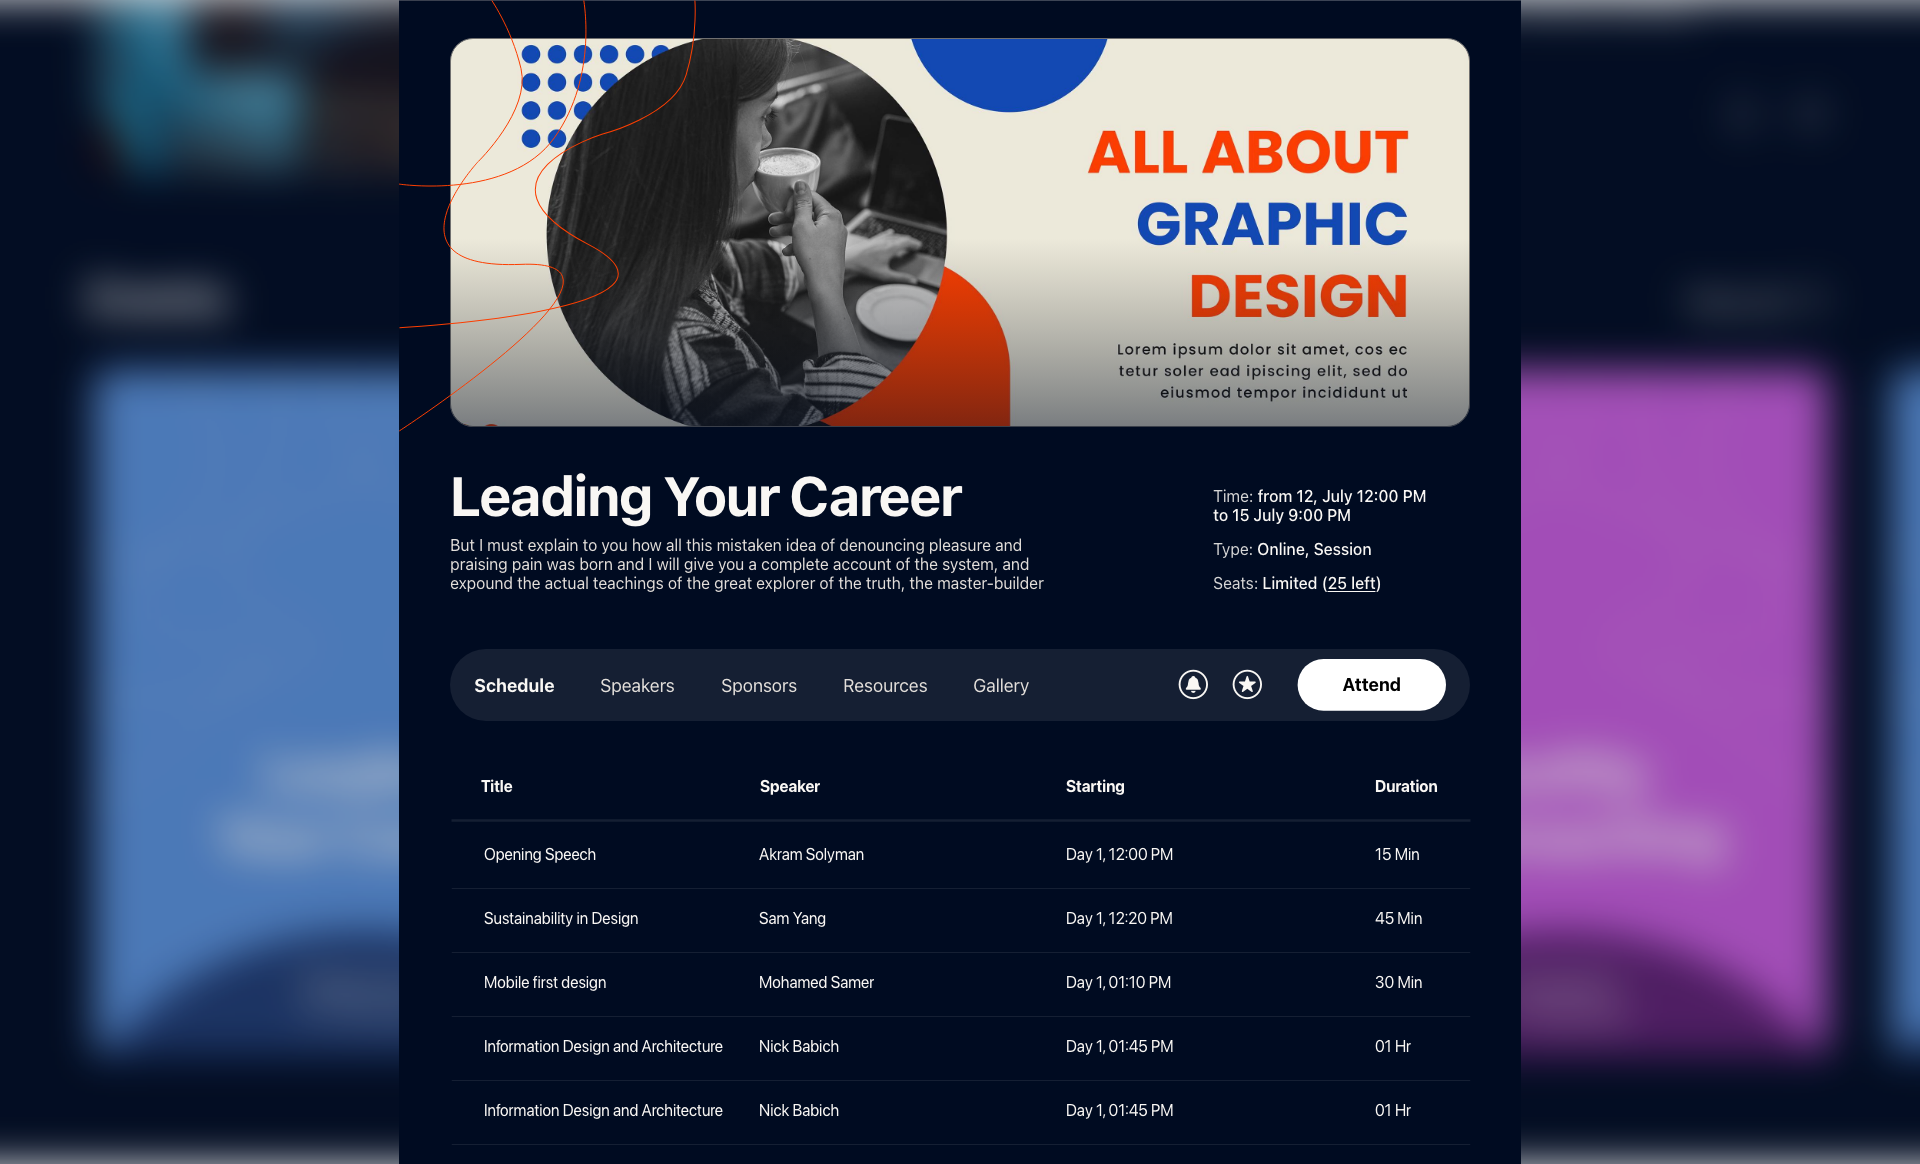 ALL ABOUT
GRAPHIC
DESIGN
Lorem ipsum dolor sit amet, cos ec
tetur soler ead ipiscing elit, sed do
eiusmod tempor incididunt ut
Leading Your Career
But I must explain to you how all this mistaken idea of denouncing pleasure and
praising pain was born and I will give you a complete account of the system, and
expound the actual teachings of the great explorer of the truth, the master-builder
Time: from 12, July 12:00 PM
to 15 July 9:00 PM
Type: Online, Session
Seats: Limited (25 left)
Schedule Speakers Sponsors Resources Gallery Attend
Title Speaker Starting Duration
Opening Speech Akram Solyman Day 1, 12:00 PM 15 Min
Sustainability in Design Sam Yang Day 1, 12:20 PM 45 Min
Mobile first design Mohamed Samer Day 1, 01:10 PM 30 Min
Information Design and Architecture Nick Babich Day 1, 01:45 PM 01 Hr
Information Design and Architecture Nick Babich Day 1, 01:45 PM 01 Hr